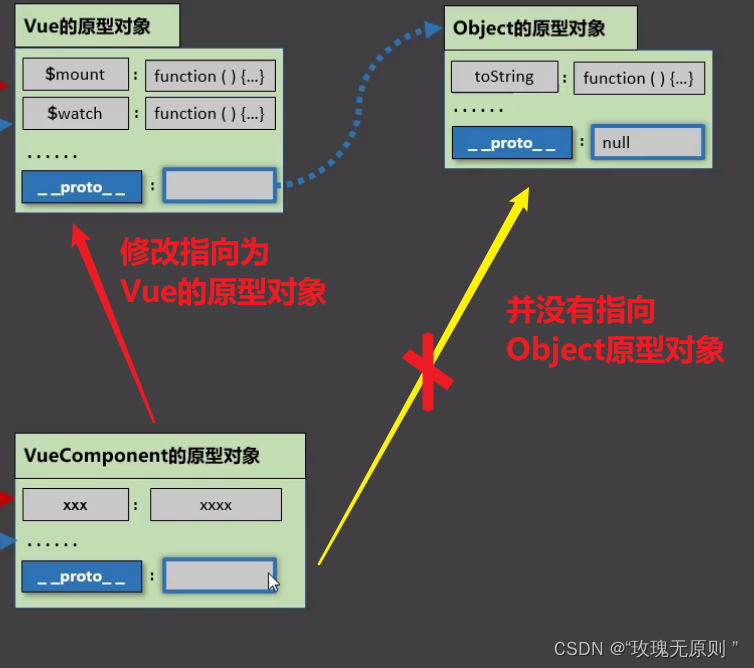 Vue的原型对象
$mount : function ( ) {...}
$watch : function ( ) {...}
......
_ _proto_ _ :
Object的原型对象
toString : function ( ) {...}
......
_ _proto_ _ : null
修改指向为
Vue的原型对象
并没有指向
Object原型对象
VueComponent的原型对象
xxx : xxxx
......
_ _proto_ _ :
CSDN @“玫瑰无原则 ”